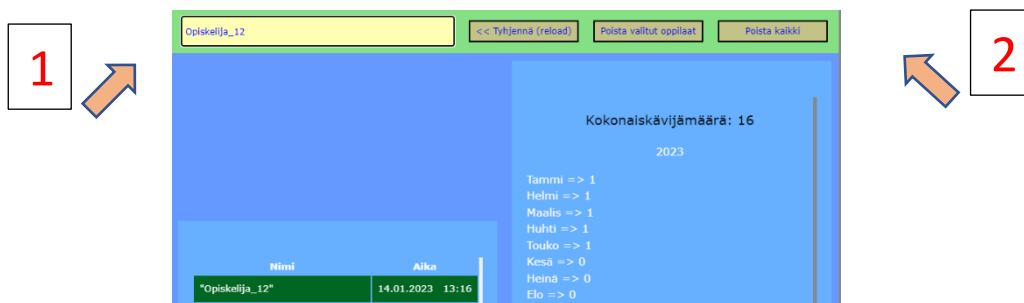 1
2
Opiskelija_12
<< Tyhjennä (reload)
Poista valitut oppilaat
Poista kaikki
Kokonaiskävijämäärä: 16
2023
Tammi => 1
Helmi => 1
Maalis => 1
Huhti => 1
Touko => 1
Kesä => 0
Heinä => 0
Elo => 0
Nimi Aika
"Opiskelija_12" 14.01.2023 13:16